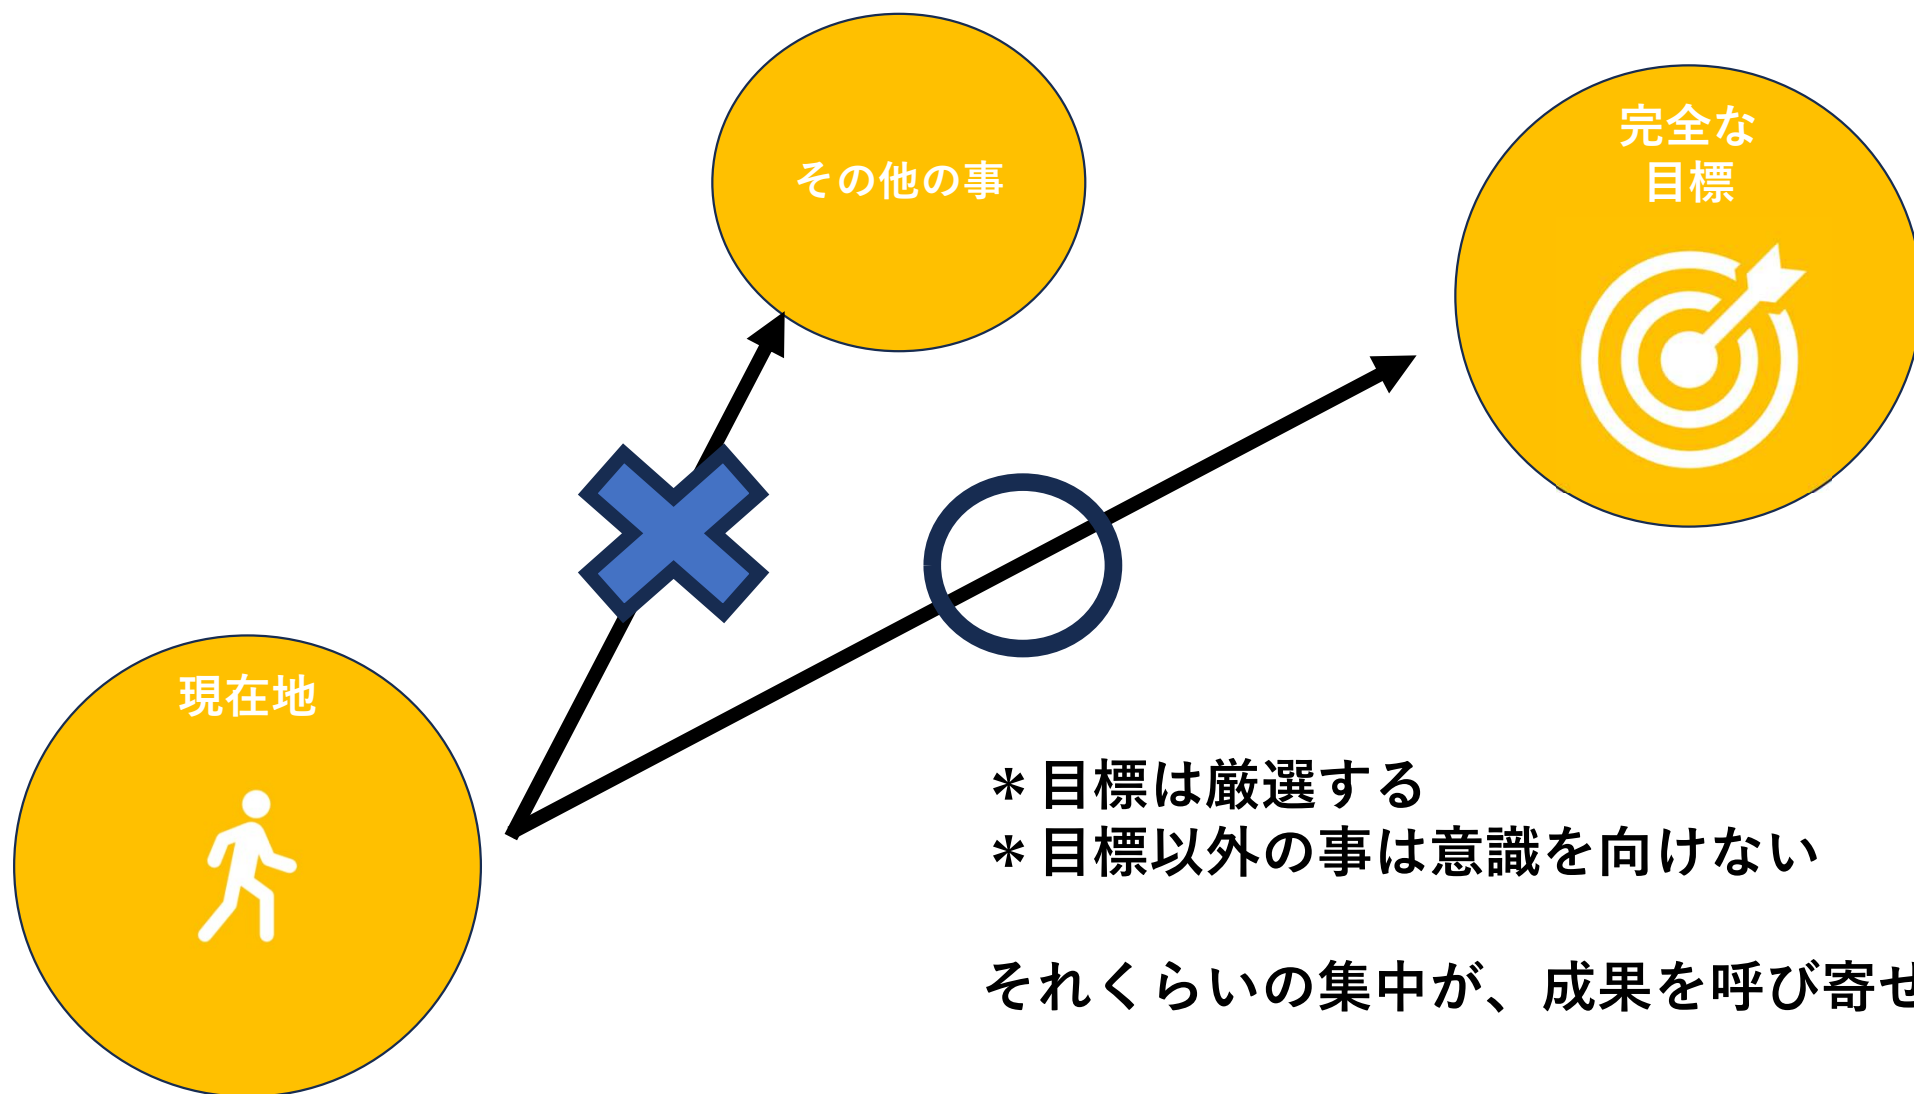 その他の事
完全な
目標
現在地
＊目標は厳選する
＊目標以外の事は意識を向けない
それくらいの集中が、成果を呼び寄せ